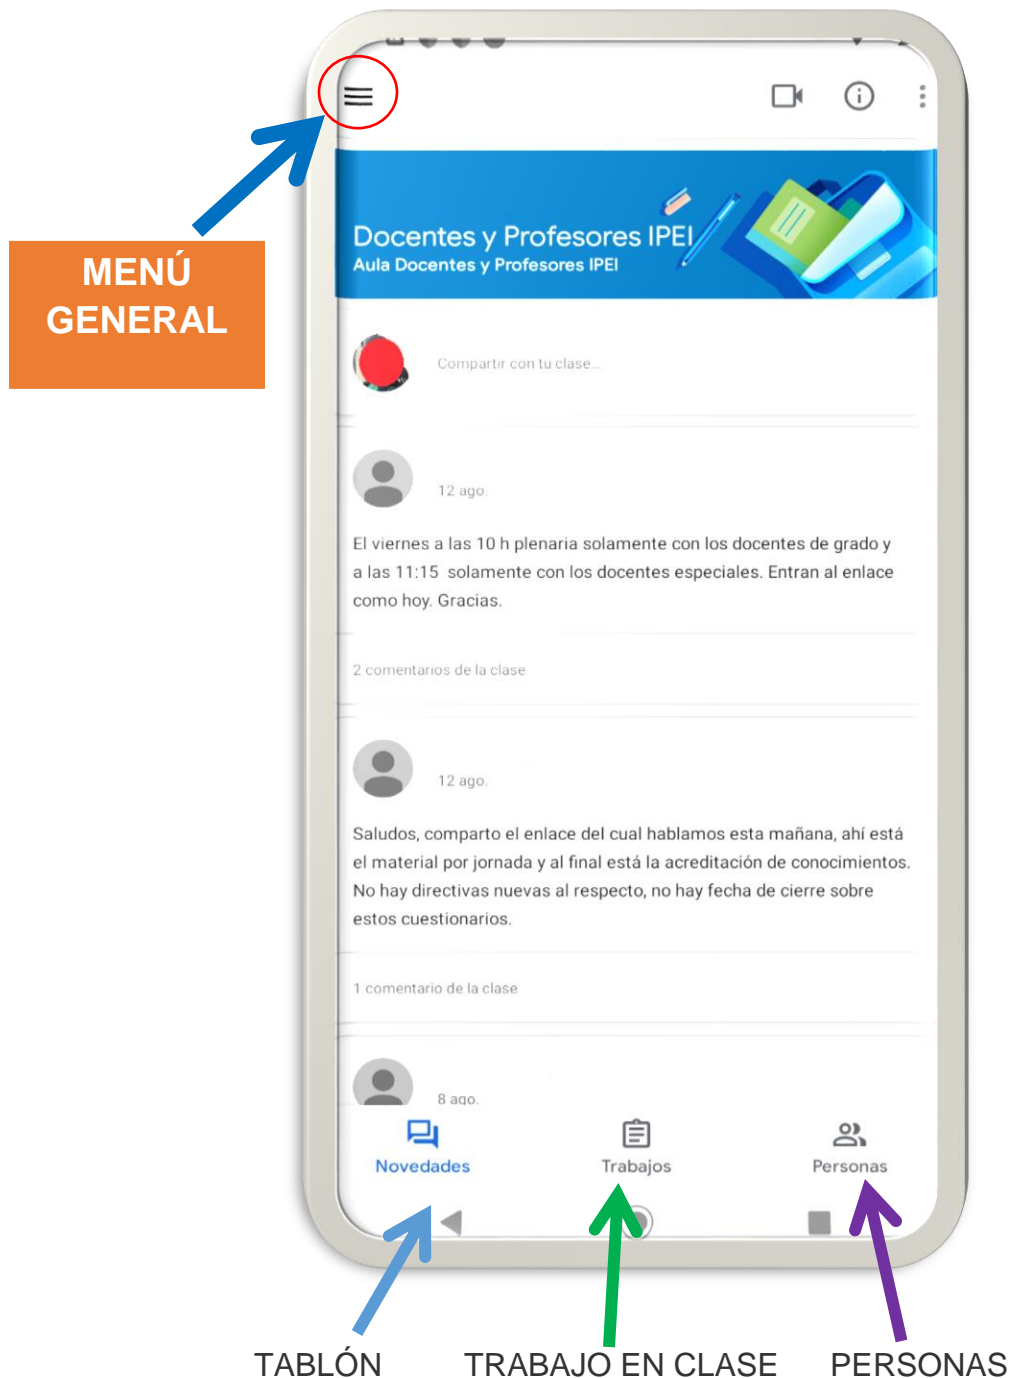 MENÚ
GENERAL
Docentes y Profesores IPEI
Aula Docentes y Profesores IPEI
Compartir con tu clase...
12 ago.
El viernes a las 10 h plenaria solamente con los docentes de grado y
a las 11:15 solamente con los docentes especiales. Entran al enlace
como hoy. Gracias.
2 comentarios de la clase
12 ago.
Saludos, comparto el enlace del cual hablamos esta mañana, ahí está
el material por jornada y al final está la acreditación de conocimientos.
No hay directivas nuevas al respecto, no hay fecha de cierre sobre
estos cuestionarios.
1 comentario de la clase
8 ago.
Novedades Trabajos Personas
TABLÓN TRABAJO EN CLASE PERSONAS